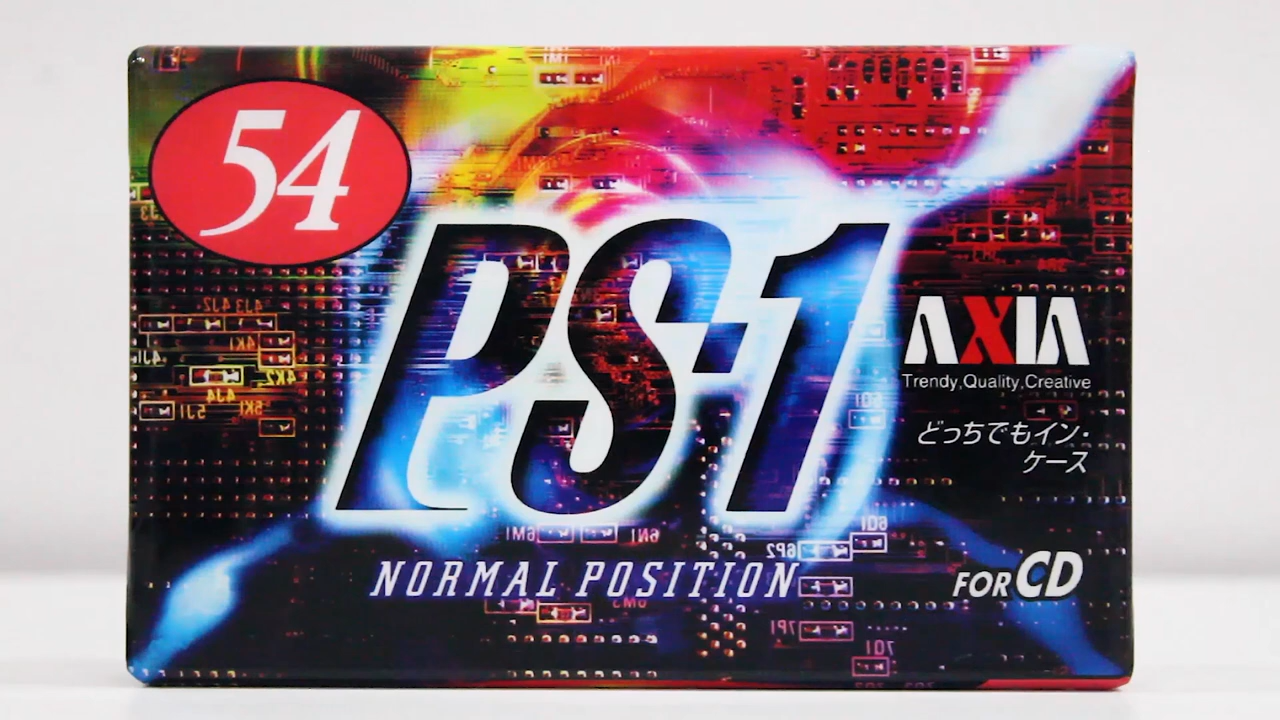 54
PS-1
AXIA
Trendy,Quality,Creative
どっちでもイン・
ケース
NORMAL POSITION
FOR CD